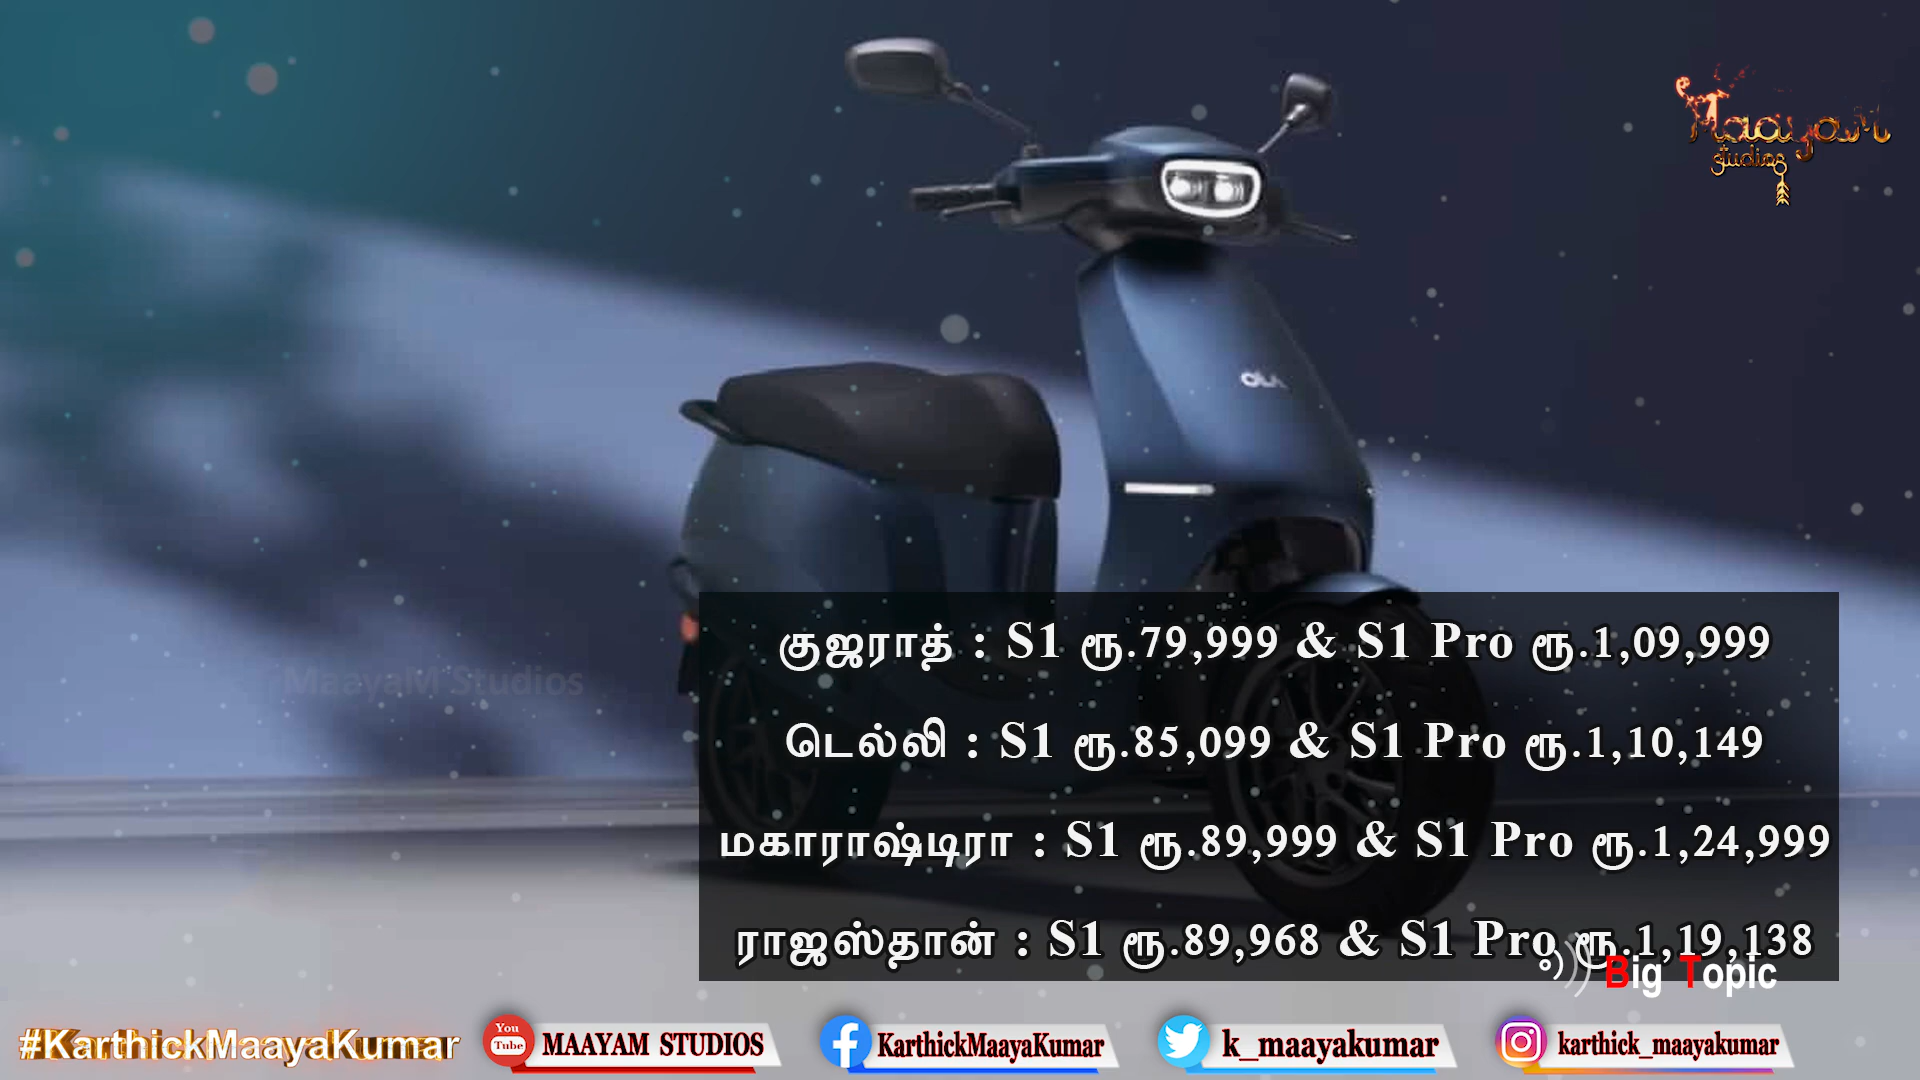 MaayaM
studios
OLA
குஜராத் : S1 ரூ.79,999 & S1 Pro ரூ.1,09,999
MaayaM Studios
டெல்லி : S1 ரூ.85,099 & S1 Pro ரூ.1,10,149
மகாராஷ்டிரா : S1 ரூ.89,999 & S1 Pro ரூ.1,24,999
ராஜஸ்தான் : S1 ரூ.89,968 & S1 Pro ரூ.1,19,138
Big Topic
#KarthickMaayaKumar You Tube MAAYAM STUDIOS KarthickMaayaKumar k_maayakumar karthick_maayakumar